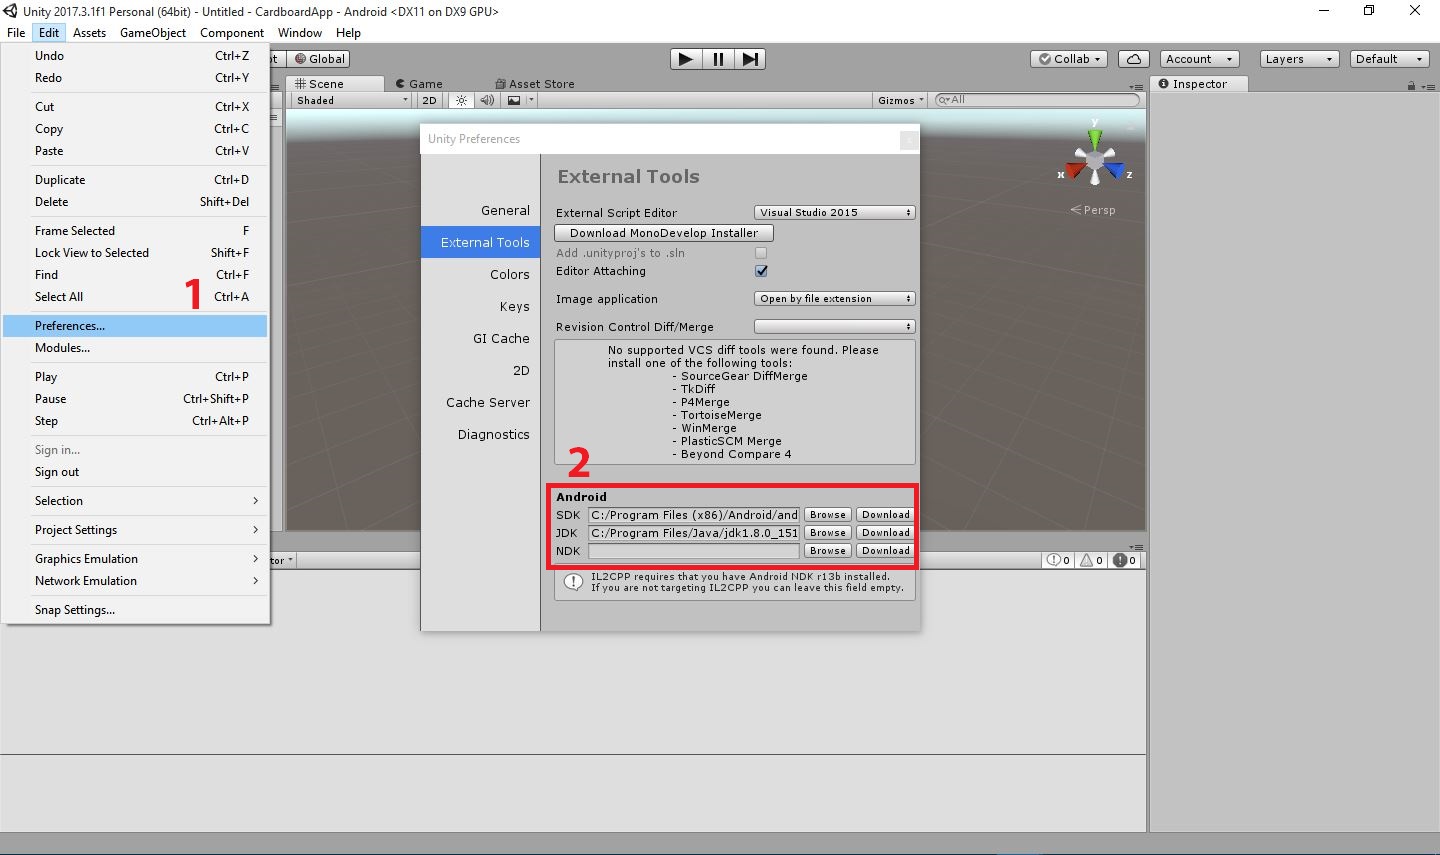 Unity 2017.3.1f1 Personal (64bit) - Untitled - CardboardApp - Android <DX11 on DX9 GPU>
File Edit Assets GameObject Component Window Help
Undo Ctrl+Z
Redo Ctrl+Y
Cut Ctrl+X
Copy Ctrl+C
Paste Ctrl+V
Duplicate Ctrl+D
Delete Shift+Del
Frame Selected F
Lock View to Selected Shift+F
Find Ctrl+F
Select All Ctrl+A
1
Preferences...
Modules...
Play Ctrl+P
Pause Ctrl+Shift+P
Step Ctrl+Alt+P
Sign in...
Sign out
Selection
Project Settings
Graphics Emulation
Network Emulation
Snap Settings...
Global
Collab
Account
Layers
Default
Scene Game Asset Store
Shaded 2D Gizmos All
Inspector
y
x z
Persp
Unity Preferences
General
External Tools
Colors
Keys
GI Cache
2D
Cache Server
Diagnostics
External Tools
External Script Editor Visual Studio 2015
Download MonoDevelop Installer
Add .unityproj's to .sln
Editor Attaching
Image application Open by file extension
Revision Control Diff/Merge
No supported VCS diff tools were found. Please
install one of the following tools:
- SourceGear DiffMerge
- TkDiff
- P4Merge
- TortoiseMerge
- WinMerge
- PlasticSCM Merge
- Beyond Compare 4
2
Android
SDK C:/Program Files (x86)/Android/and Browse Download
JDK C:/Program Files/Java/jdk1.8.0_151 Browse Download
NDK Browse Download
IL2CPP requires that you have Android NDK r13b installed.
If you are not targeting IL2CPP you can leave this field empty.
0 0 0